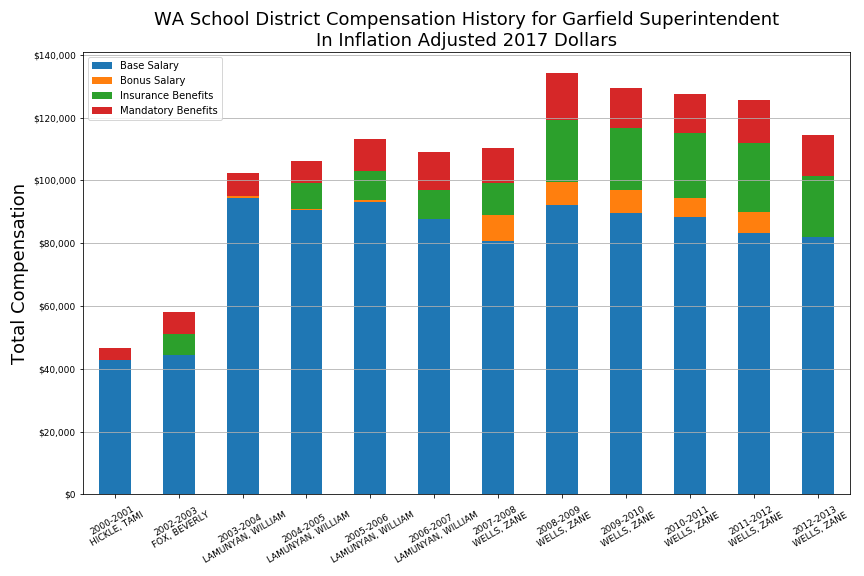 WA School District Compensation History for Garfield Superintendent
In Inflation Adjusted 2017 Dollars
Base Salary
Bonus Salary
Insurance Benefits
Mandatory Benefits
Total Compensation
$140,000
$120,000
$100,000
$80,000
$60,000
$40,000
$20,000
$0
2000-2001
HICKLE, TAMI
2002-2003
FOX, BEVERLY
2003-2004
LAMUNYAN, WILLIAM
2004-2005
LAMUNYAN, WILLIAM
2005-2006
LAMUNYAN, WILLIAM
2006-2007
LAMUNYAN, WILLIAM
2007-2008
WELLS, ZANE
2008-2009
WELLS, ZANE
2009-2010
WELLS, ZANE
2010-2011
WELLS, ZANE
2011-2012
WELLS, ZANE
2012-2013
WELLS, ZANE